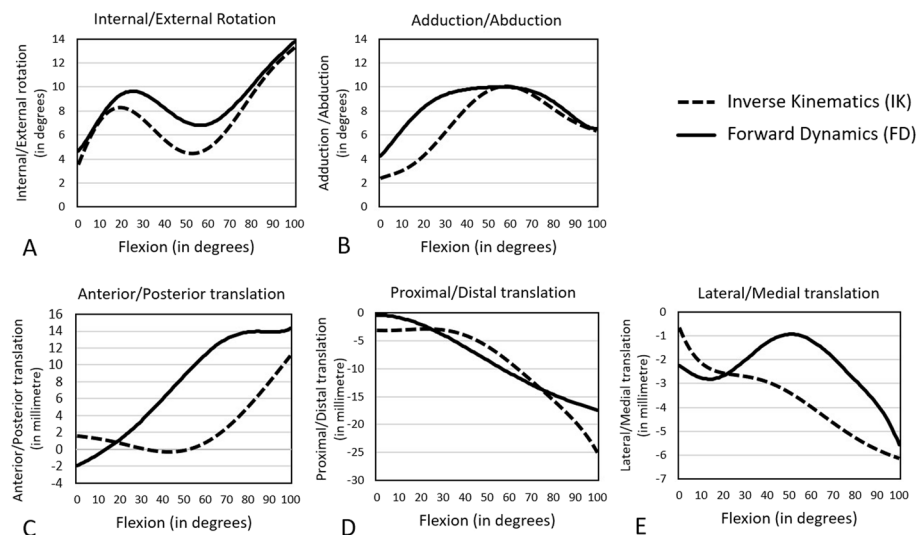 Internal/External Rotation
Internal/External rotation
(in degrees)
14
12
10
8
6
4
2
0
0 10 20 30 40 50 60 70 80 90 100
Flexion (in degrees)
A
Adduction/Abduction
Adduction /Abduction
(in degrees)
14
12
10
8
6
4
2
0
0 10 20 30 40 50 60 70 80 90 100
Flexion (in degrees)
B
Inverse Kinematics (IK)
Forward Dynamics (FD)
Anterior/Posterior translation
Anterior/Posterior translation
(in millimetre)
16
14
12
10
8
6
4
2
0
-2
-4
0 10 20 30 40 50 60 70 80 90 100
Flexion (in degrees)
C
Proximal/Distal translation
Proximal/Distal translation
(in millimetre)
0
-5
-10
-15
-20
-25
-30
0 10 20 30 40 50 60 70 80 90 100
Flexion (in degrees)
D
Lateral/Medial translation
Lateral/Medial translation
(in millimetre)
0
-1
-2
-3
-4
-5
-6
-7
0 10 20 30 40 50 60 70 80 90 100
Flexion (in degrees)
E